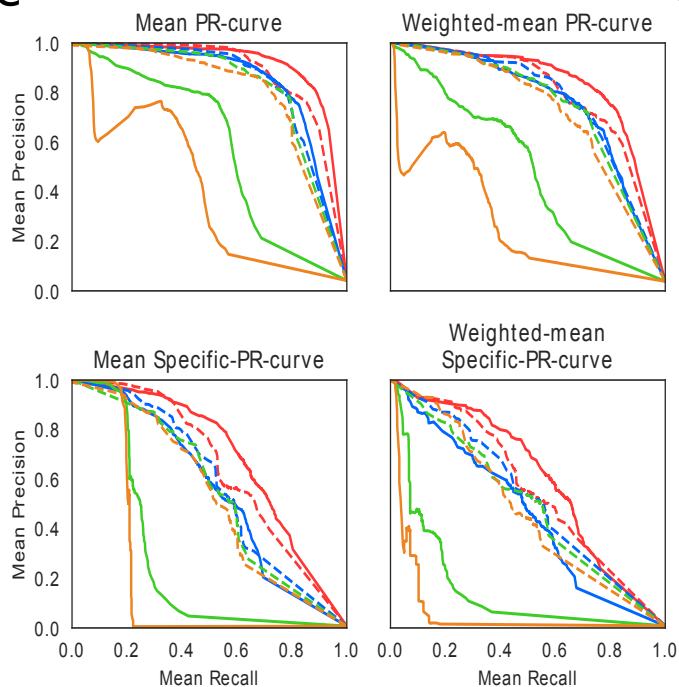 Mean PR-curve
Weighted-mean PR-curve
1.0
0.8
0.6
0.4
0.2
0.0
Mean Precision
Mean Specific-PR-curve
Weighted-mean
Specific-PR-curve
1.0
0.8
0.6
0.4
0.2
0.0
Mean Precision
0.0 0.2 0.4 0.6 0.8 1.0
0.0 0.2 0.4 0.6 0.8 1.0
Mean Recall
Mean Recall